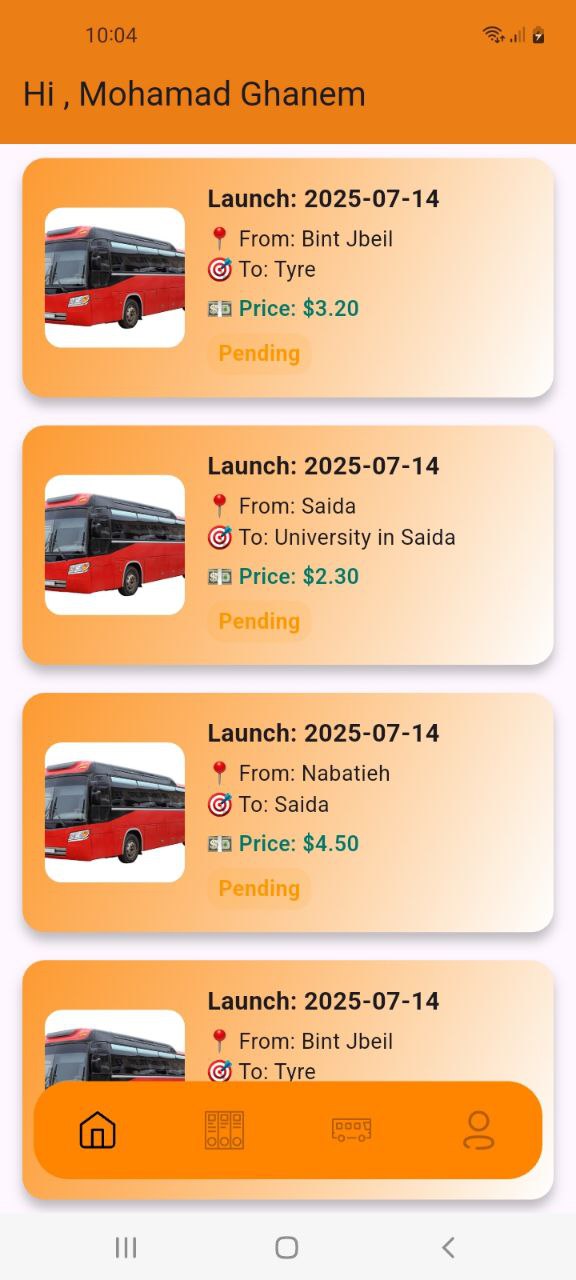 10:04
Hi , Mohamad Ghanem
Launch: 2025-07-14
From: Bint Jbeil
To: Tyre
Price: $3.20
Pending
Launch: 2025-07-14
From: Saida
To: University in Saida
Price: $2.30
Pending
Launch: 2025-07-14
From: Nabatieh
To: Saida
Price: $4.50
Pending
Launch: 2025-07-14
From: Bint Jbeil
To: Tyre